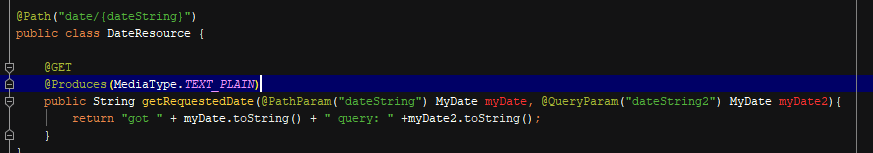 @Path("date/{dateString}")
public class DateResource {
@GET
@Produces(MediaType.TEXT_PLAIN)
public String getRequestedDate(@PathParam("dateString") MyDate myDate, @QueryParam("dateString2") MyDate myDate2){
return "got " + myDate.toString() + " query: " +myDate2.toString();
}
}